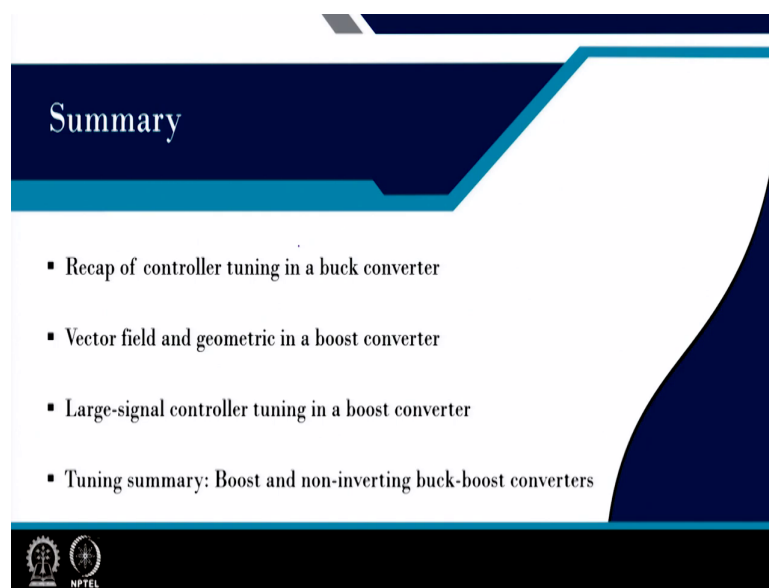 Summary
▪ Recap of controller tuning in a buck converter
▪ Vector field and geometric in a boost converter
▪ Large-signal controller tuning in a boost converter
▪ Tuning summary: Boost and non-inverting buck-boost converters
NPTEL